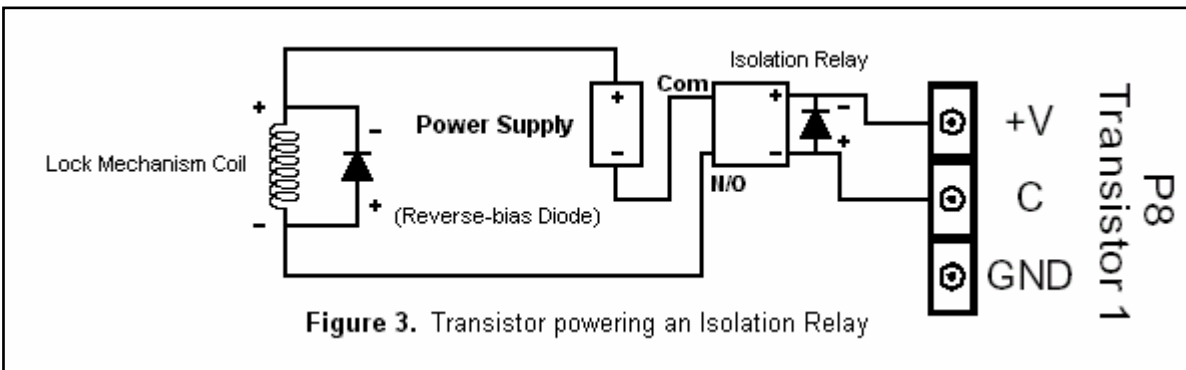 Isolation Relay
+
Com
+
-
+V
+
-
Power Supply
Lock Mechanism Coil
+
-
-
C
N/O
+
(Reverse-bias Diode)
-
GND
P8
Transistor 1
Figure 3. Transistor powering an Isolation Relay